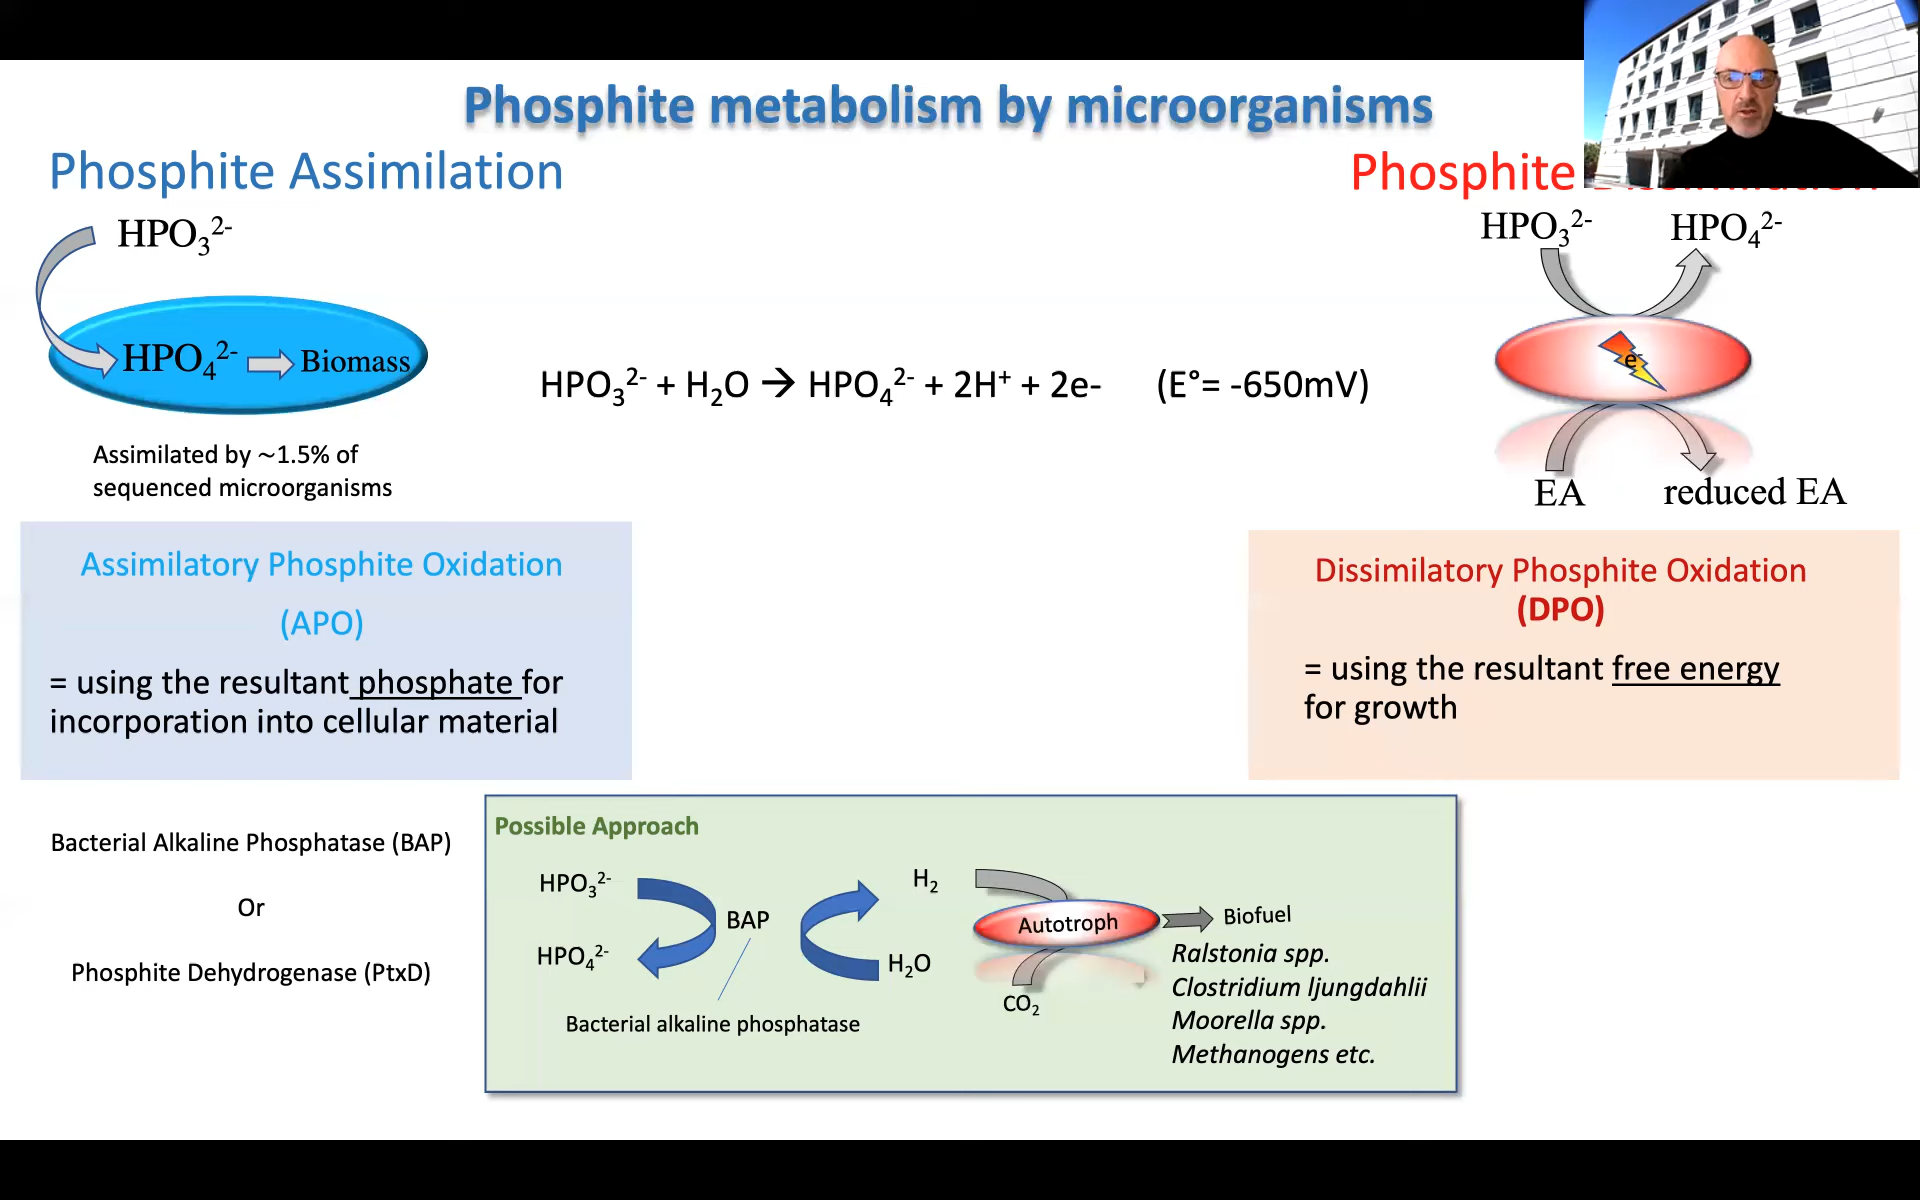 Phosphite metabolism by microorganisms
Phosphite Assimilation
HPO₃²⁻
HPO₄²⁻ Biomass
Assimilated by ~1.5% of
sequenced microorganisms
HPO₃²⁻ + H₂O → HPO₄²⁻ + 2H⁺ + 2e- (E°= -650mV)
Phosphite
HPO₃²⁻ HPO₄²⁻
e⁻
EA reduced EA
Assimilatory Phosphite Oxidation
(APO)
= using the resultant phosphate for
incorporation into cellular material
Dissimilatory Phosphite Oxidation
(DPO)
= using the resultant free energy
for growth
Bacterial Alkaline Phosphatase (BAP)
Or
Phosphite Dehydrogenase (PtxD)
Possible Approach
HPO₃²⁻
HPO₄²⁻
BAP
Bacterial alkaline phosphatase
H₂
H₂O
Autotroph
CO₂
Biofuel
Ralstonia spp.
Clostridium ljungdahlii
Moorella spp.
Methanogens etc.